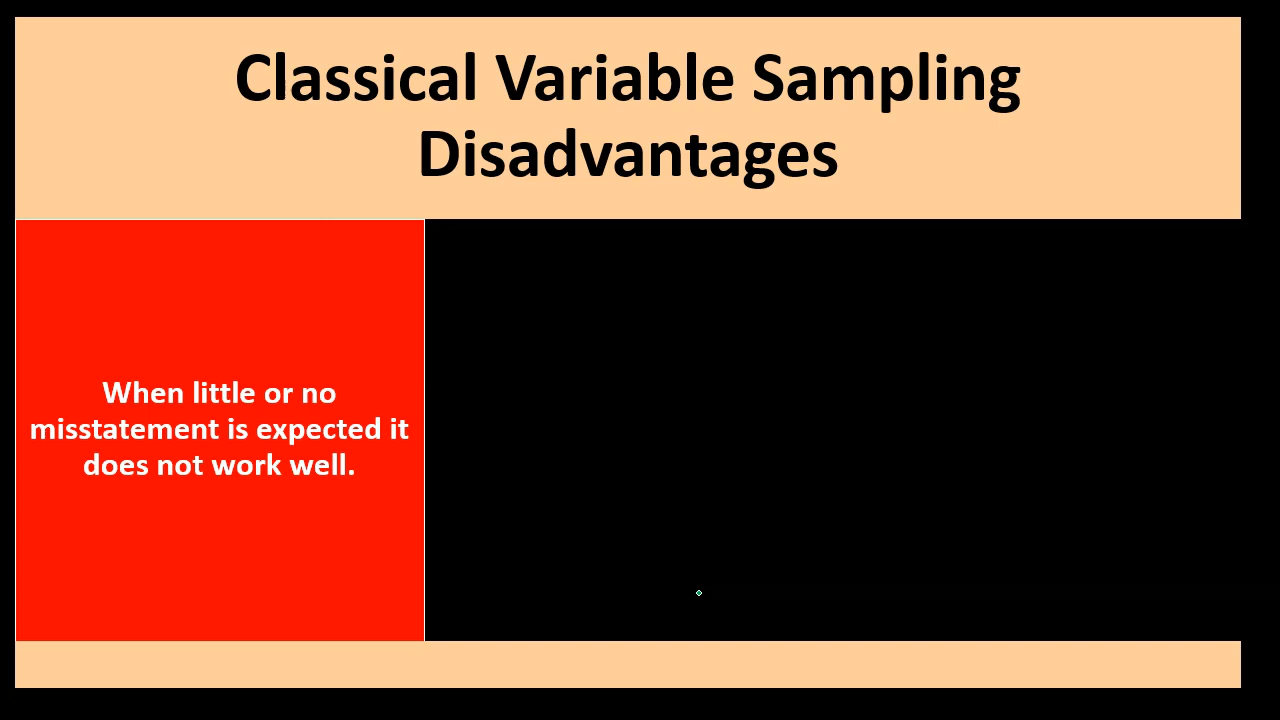 Classical Variable Sampling
Disadvantages
When little or no
misstatement is expected it
does not work well.